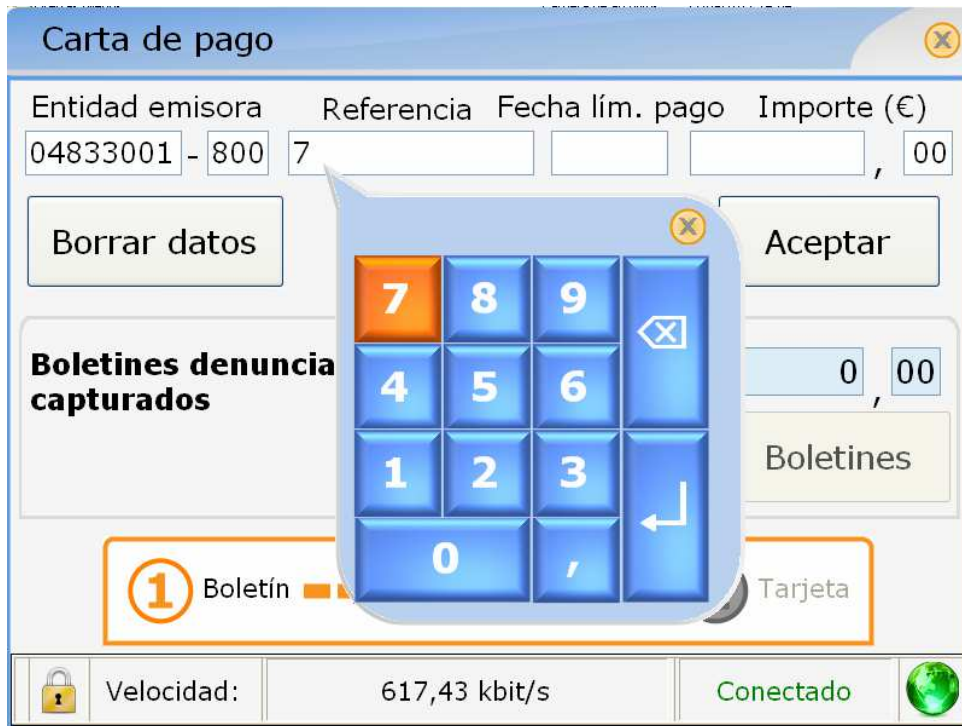 Carta de pago
Entidad emisora Referencia Fecha lím. pago Importe (€)
04833001 - 800 7 , 00
Borrar datos Aceptar
7 8 9
4 5 6
1 2 3
0 ,
Boletines denuncia
capturados
0 , 00
Boletines
1 Boletín Tarjeta
Velocidad: 617,43 kbit/s Conectado